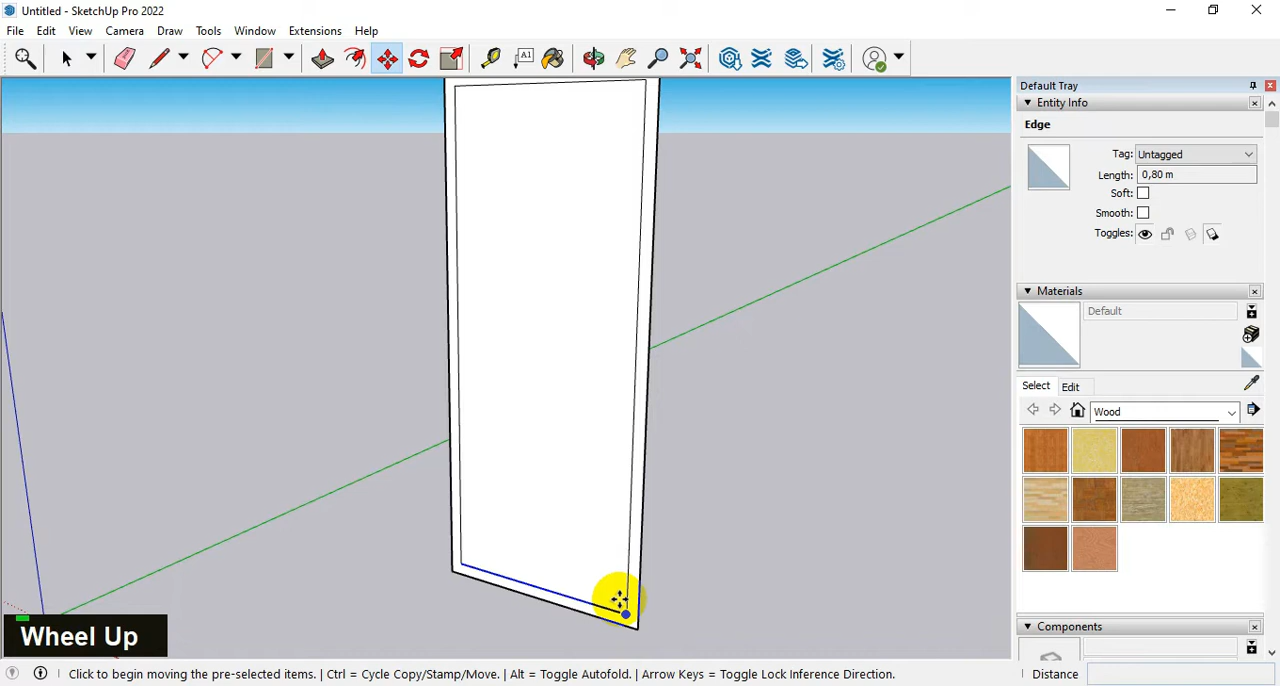 Untitled - SketchUp Pro 2022
File Edit View Camera Draw Tools Window Extensions Help
A1
Default Tray
Entity Info
Edge
Tag: Untagged
Length: 0,80 m
Soft:
Smooth:
Toggles:
Materials
Default
Select Edit
Wood
Components
Wheel Up
Click to begin moving the pre-selected items. | Ctrl = Cycle Copy/Stamp/Move. | Alt = Toggle Autofold. | Arrow Keys = Toggle Lock Inference Direction.
Distance